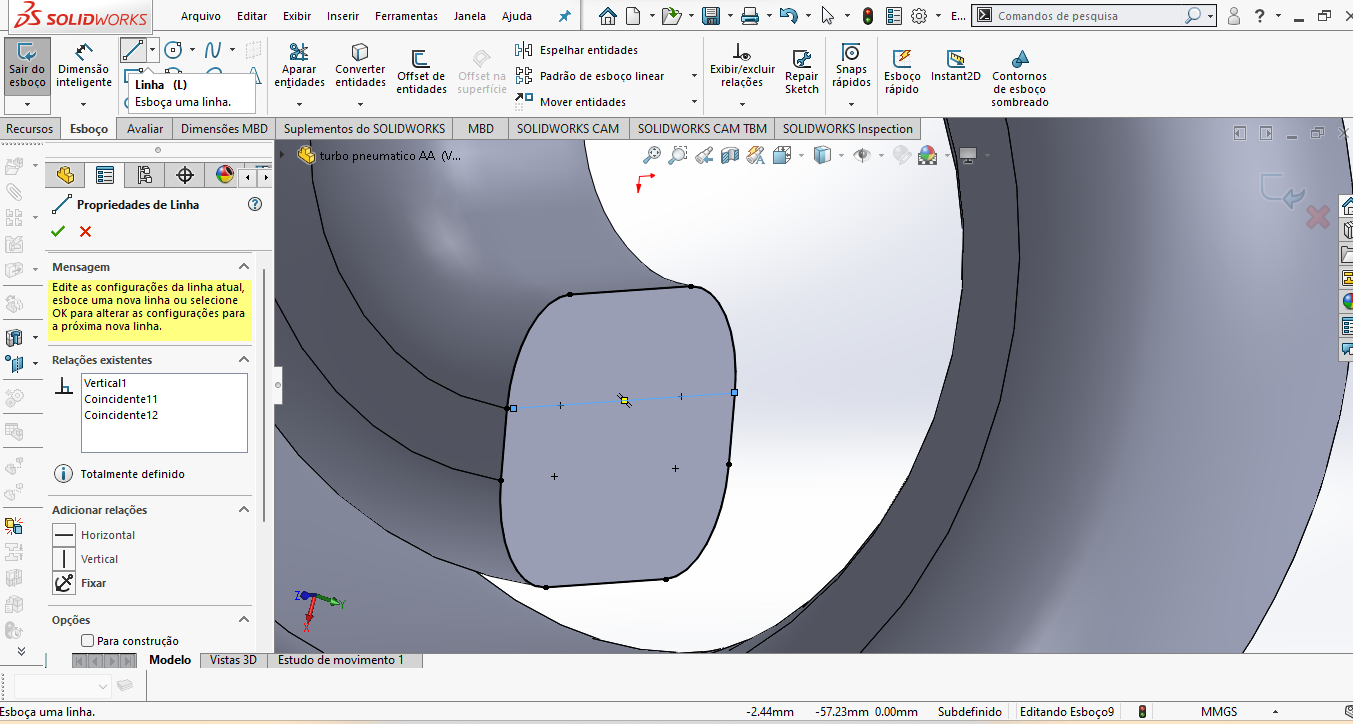 SOLIDWORKS
Arquivo Editar Exibir Inserir Ferramentas Janela Ajuda
E...
Comandos de pesquisa
?
Sair do esboço
Dimensão inteligente
Linha (L)
Esboça uma linha.
Aparar entidades
Converter entidades
Offset de entidades
Offset na superfície
Espelhar entidades
Padrão de esboço linear
Mover entidades
Exibir/excluir relações
Repair Sketch
Snaps rápidos
Esboço rápido
Instant2D
Contornos de esboço sombreado
Recursos Esboço Avaliar Dimensões MBD Suplementos do SOLIDWORKS MBD SOLIDWORKS CAM SOLIDWORKS CAM TBM SOLIDWORKS Inspection
turbo pneumatico AA (V...
Propriedades de Linha
?
Mensagem
Edite as configurações da linha atual,
esboce uma nova linha ou selecione
OK para alterar as configurações para
a próxima nova linha.
Relações existentes
Vertical1
Coincidente11
Coincidente12
Totalmente definido
Adicionar relações
Horizontal
Vertical
Fixar
Opções
Para construção
Z
Y
X
Modelo Vistas 3D Estudo de movimento 1
Esboça uma linha.
-2.44mm -57.23mm 0.00mm Subdefinido Editando Esboço9 MMGS